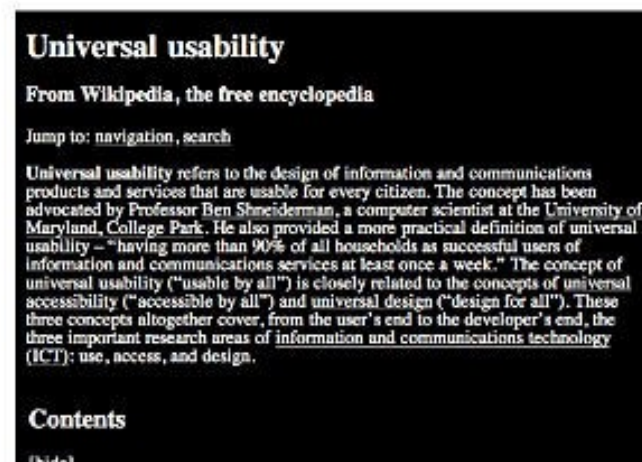 Universal usability
From Wikipedia, the free encyclopedia
Jump to: navigation, search
Universal usability refers to the design of information and communications
products and services that are usable for every citizen. The concept has been
advocated by Professor Ben Shneiderman, a computer scientist at the University of
Maryland, College Park. He also provided a more practical definition of universal
usability – “having more than 90% of all households as successful users of
information and communications services at least once a week.” The concept of
universal usability (“usable by all”) is closely related to the concepts of universal
accessibility (“accessible by all”) and universal design (“design for all”). These
three concepts altogether cover, from the user’s end to the developer’s end, the
three important research areas of information and communications technology
(ICT): use, access, and design.
Contents